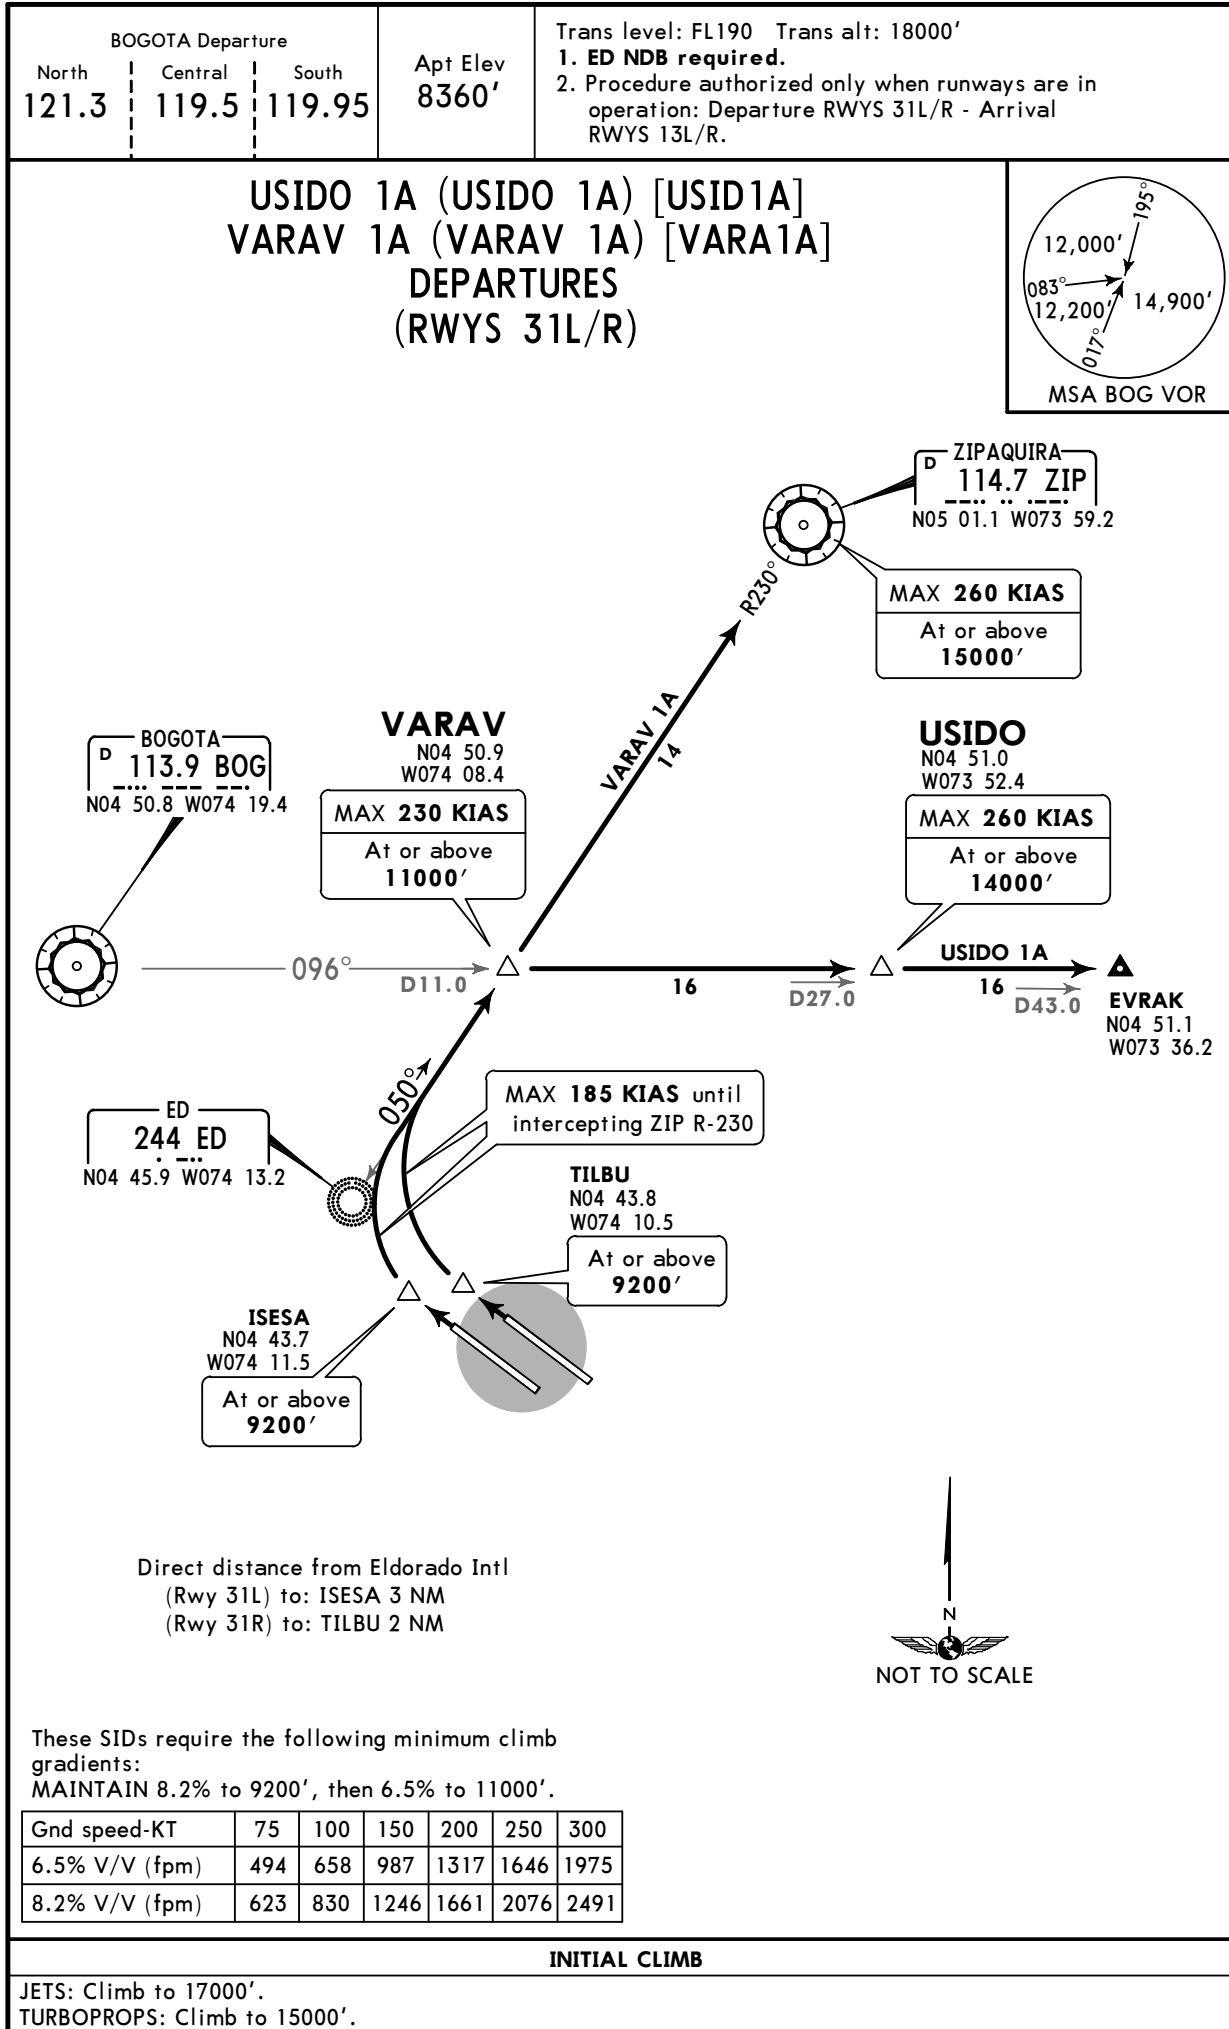 BOGOTA Departure
North Central South
121.3 119.5 119.95
Apt Elev
8360'
Trans level: FL190 Trans alt: 18000'
1. ED NDB required.
2. Procedure authorized only when runways are in
operation: Departure RWYS 31L/R - Arrival
RWYS 13L/R.
USIDO 1A (USIDO 1A) [USID1A]
VARAV 1A (VARAV 1A) [VARA1A]
DEPARTURES
(RWYS 31L/R)
195°
12,000'
083°
12,200'
14,900'
017°
MSA BOG VOR
ZIPAQUIRA
D 114.7 ZIP
N05 01.1 W073 59.2
MAX 260 KIAS
At or above
15000'
R230°
VARAV 1A
14
BOGOTA
D 113.9 BOG
N04 50.8 W074 19.4
VARAV
N04 50.9
W074 08.4
MAX 230 KIAS
At or above
11000'
USIDO
N04 51.0
W073 52.4
MAX 260 KIAS
At or above
14000'
096°
D11.0
16
D27.0
USIDO 1A
16
D43.0
EVRAK
N04 51.1
W073 36.2
050°
MAX 185 KIAS until
intercepting ZIP R-230
ED
244 ED
N04 45.9 W074 13.2
TILBU
N04 43.8
W074 10.5
At or above
9200'
ISESA
N04 43.7
W074 11.5
At or above
9200'
Direct distance from Eldorado Intl
(Rwy 31L) to: ISESA 3 NM
(Rwy 31R) to: TILBU 2 NM
N
NOT TO SCALE
These SIDs require the following minimum climb
gradients:
MAINTAIN 8.2% to 9200', then 6.5% to 11000'.
Gnd speed-KT 75 100 150 200 250 300
6.5% V/V (fpm) 494 658 987 1317 1646 1975
8.2% V/V (fpm) 623 830 1246 1661 2076 2491
INITIAL CLIMB
JETS: Climb to 17000'.
TURBOPROPS: Climb to 15000'.